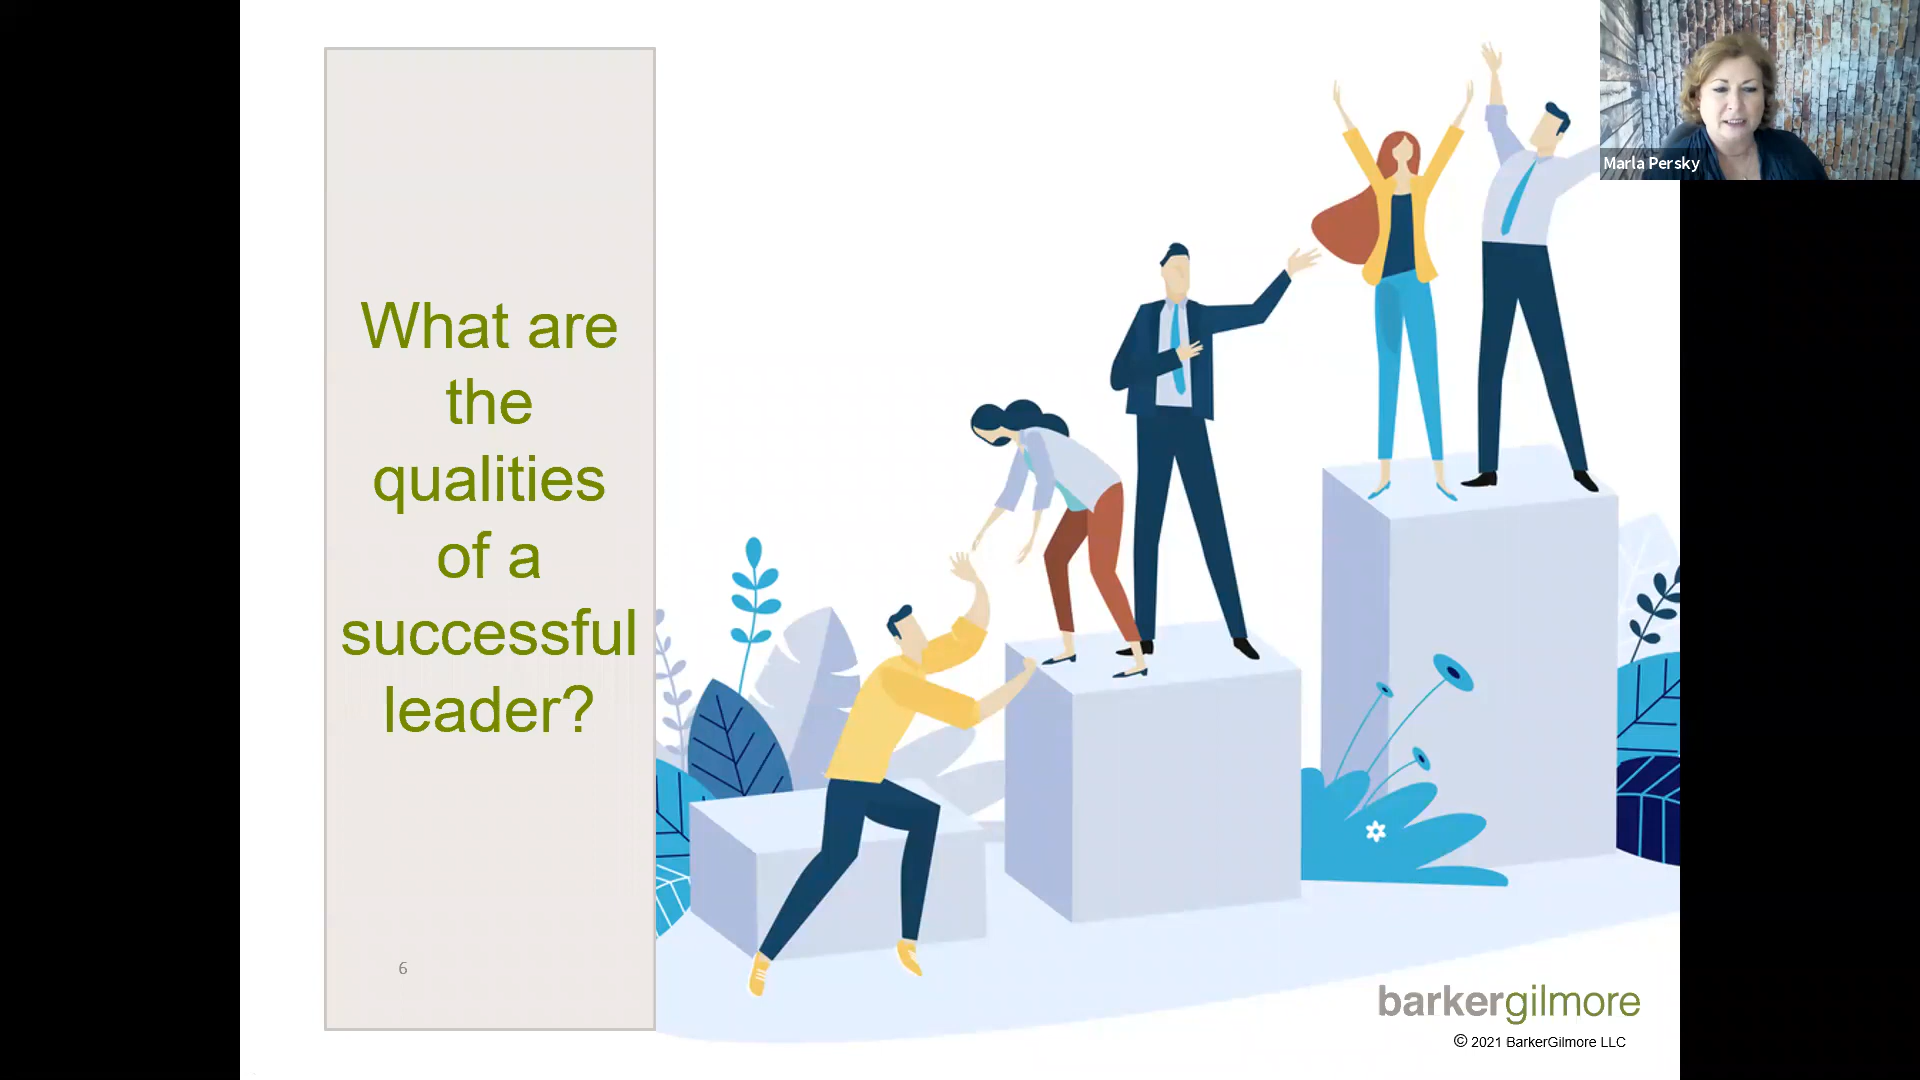 What are
the
qualities
of a
successful
leader?
6
Marla Persky
barkergilmore
© 2021 BarkerGilmore LLC